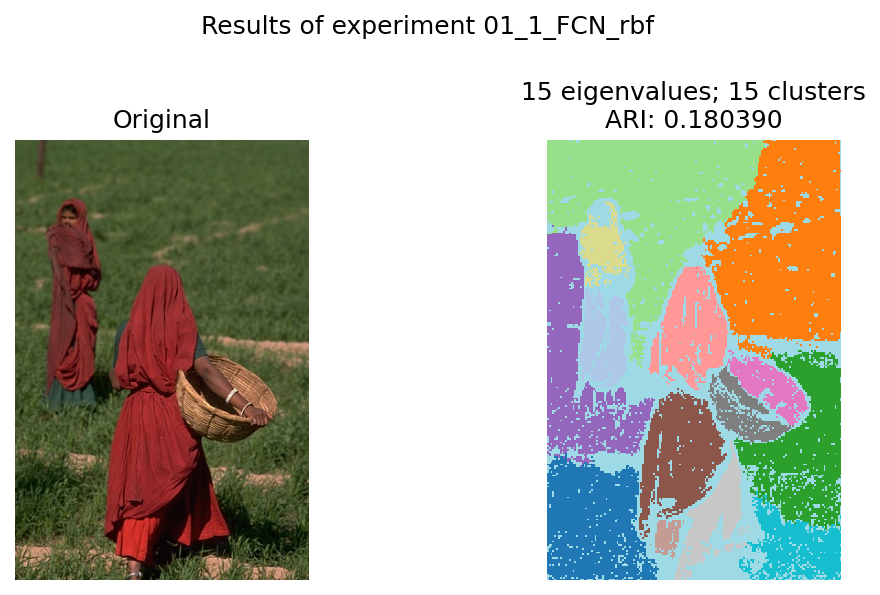 Results of experiment 01_1_FCN_rbf
Original
15 eigenvalues; 15 clusters
ARI: 0.180390